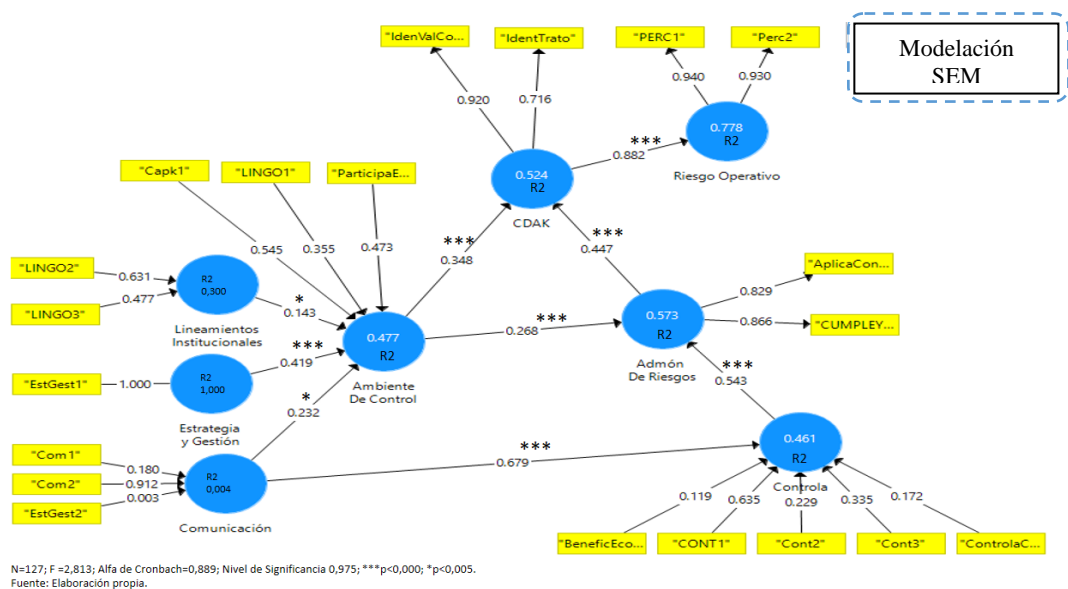 "IdenValCo...
"IdentTrato"
"PERC1"
"Perc2"
Modelación
SEM
0.920
0.716
0.940
0.930
0.778
R2
***
0.882
Riesgo Operativo
"Capk1"
"LINGO1"
"ParticipaE...
0.524
R2
CDAK
0.545
0.355
0.473
***
0.348
***
0.447
"LINGO2"
0.631
"LINGO3"
0.477
R2
0,300
Lineamientos
Institucionales
*
0.143
"AplicaCon...
0.829
0.866
"CUMPLEY...
0.573
R2
Admón
De Riesgos
***
0.268
0.477
R2
Ambiente
De Control
***
0.419
"EstGest1"
1.000
R2
1,000
Estrategia
y Gestión
*
0.232
***
0.543
"Com1"
0.180
"Com2"
0.912
"EstGest2"
0.003
R2
0,004
Comunicación
***
0.679
0.461
R2
Controla
0.119
0.635
0.229
0.335
0.172
"BeneficEco...
"CONT1"
"Cont2"
"Cont3"
"ControlaC...
N=127; F =2,813; Alfa de Cronbach=0,889; Nivel de Significancia 0,975; ***p<0,000; *p<0,005.
Fuente: Elaboración propia.